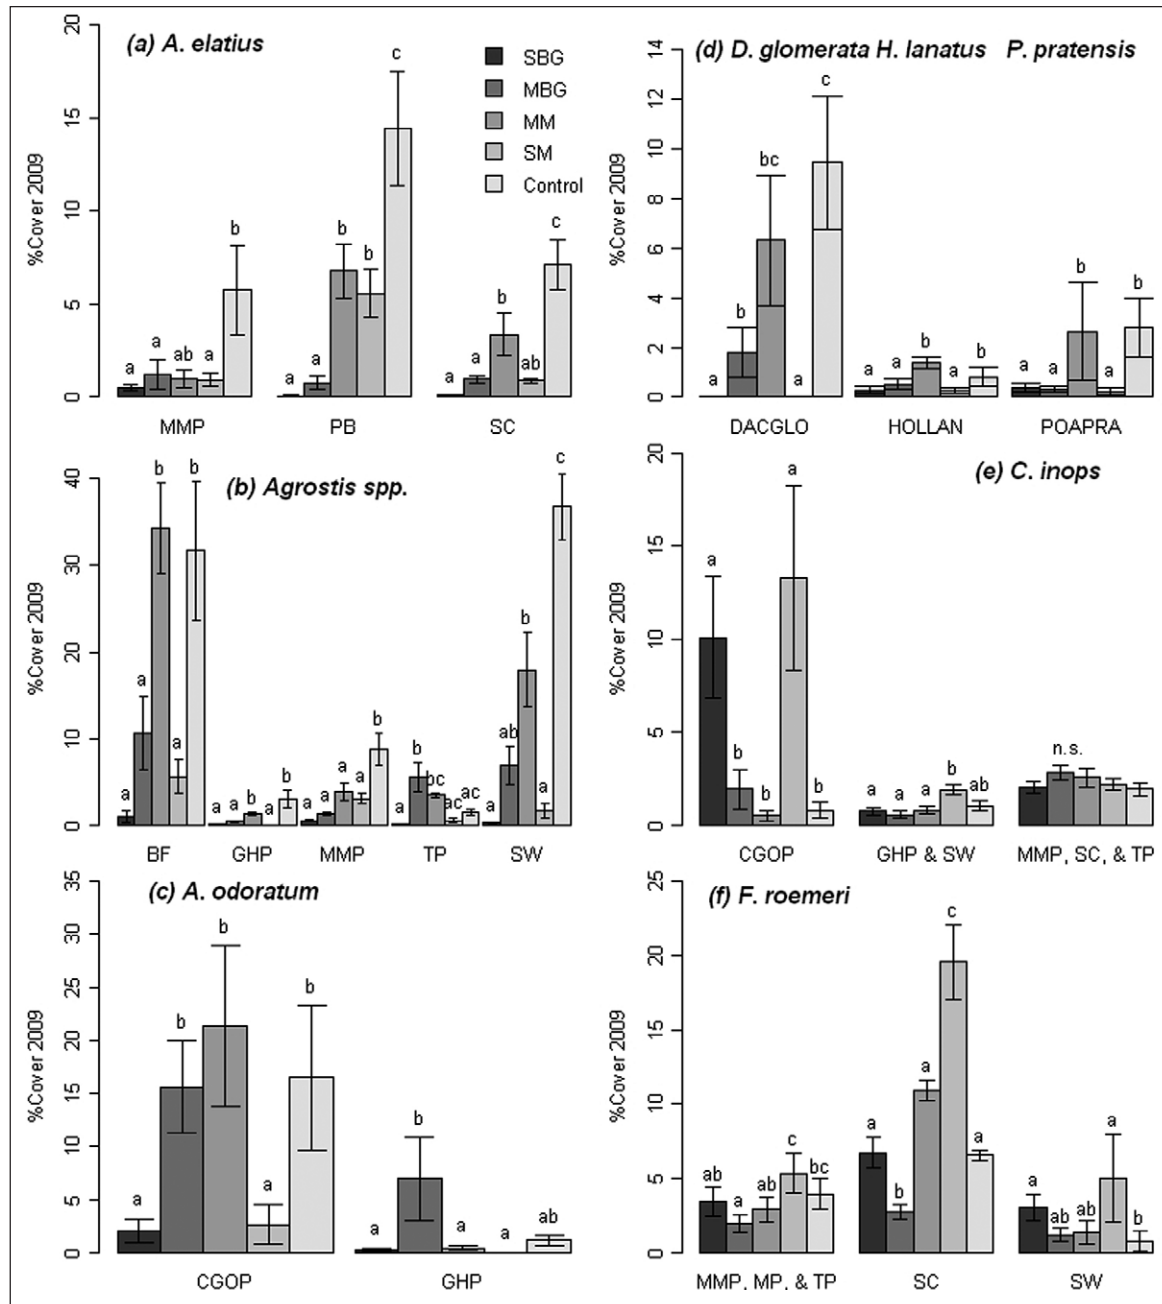 (a) A. elatius
SBG
MBG
MM
SM
Control
%Cover 2009
20
15
10
5
0
a a ab a b
a a b b c
a a b ab c
MMP PB SC
(b) Agrostis spp.
%Cover 2009
40
30
20
10
0
a a b a b
a a a a b
a a a a b
a b bc ac ac
a ab b a c
BF GHP MMP TP SW
(c) A. odoratum
%Cover 2009
35
30
25
20
15
10
5
0
a b b a b
a b a a ab
CGOP GHP
(d) D. glomerata H. lanatus P. pratensis
%Cover 2009
14
12
10
8
6
4
2
0
a b bc a c
a a b a b
a a b a b
DACGLO HOLLAN POAPRA
(e) C. inops
%Cover 2009
20
15
10
5
0
a b b a b
a a a b ab
n.s.
CGOP GHP & SW MMP, SC, & TP
(f) F. roemeri
%Cover 2009
25
20
15
10
5
0
ab a ab c bc
a b a c a
a ab ab a b
MMP, MP, & TP SC SW